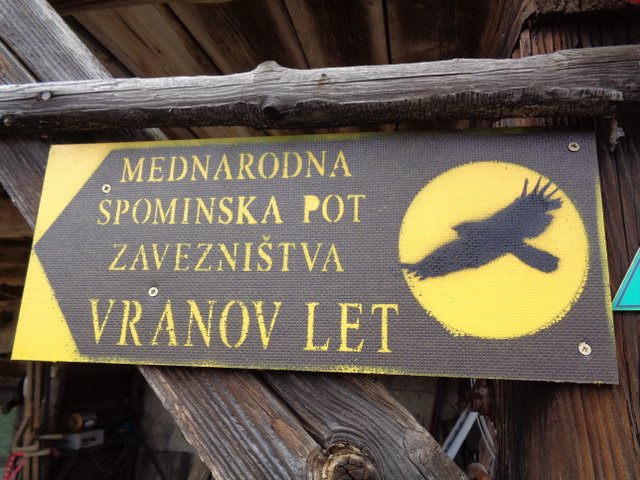 MEDNARODNA
SPOMINSKA POT
ZAVEZNIŠTVA
VRANOV LET